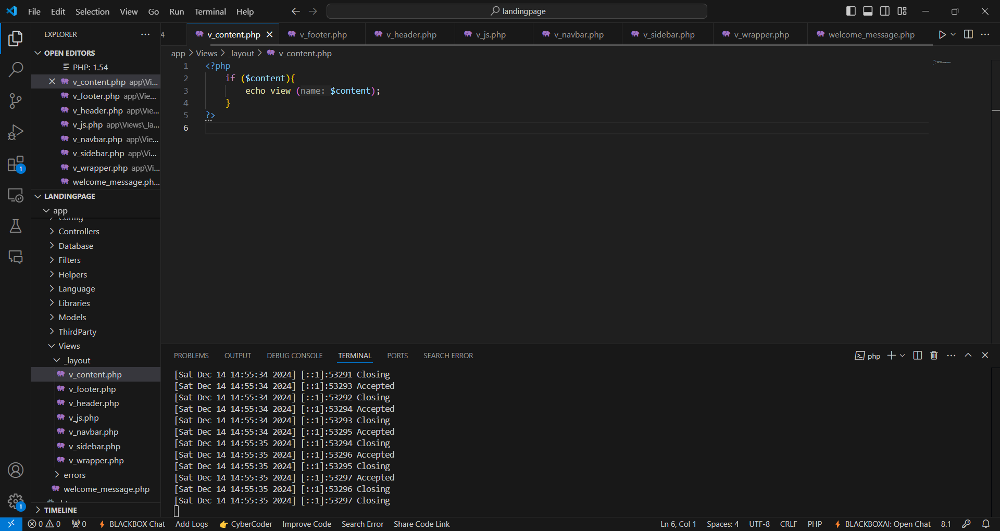 File Edit Selection View Go Run Terminal Help
landingpage
EXPLORER
4 v_content.php v_footer.php v_header.php v_js.php v_navbar.php v_sidebar.php v_wrapper.php welcome_message.php
OPEN EDITORS
PHP: 1.54
v_content.php app\Vi...
v_footer.php app\Vie...
v_header.php app\Vie...
v_js.php app\Views\_la...
v_navbar.php app\Vie...
v_sidebar.php app\Vi...
v_wrapper.php app\Vi...
welcome_message.ph...
LANDINGPAGE
app
Config
Controllers
Database
Filters
Helpers
Language
Libraries
Models
ThirdParty
Views
_layout
v_content.php
v_footer.php
v_header.php
v_js.php
v_navbar.php
v_sidebar.php
v_wrapper.php
errors
welcome_message.php
TIMELINE
app > Views > _layout > v_content.php
1 <?php
2 if ($content){
3 echo view (name: $content);
4 }
5 ?>
6
PROBLEMS OUTPUT DEBUG CONSOLE TERMINAL PORTS SEARCH ERROR
php
[Sat Dec 14 14:55:34 2024] [::1]:53291 Closing
[Sat Dec 14 14:55:34 2024] [::1]:53293 Accepted
[Sat Dec 14 14:55:34 2024] [::1]:53292 Closing
[Sat Dec 14 14:55:34 2024] [::1]:53294 Accepted
[Sat Dec 14 14:55:34 2024] [::1]:53293 Closing
[Sat Dec 14 14:55:34 2024] [::1]:53295 Accepted
[Sat Dec 14 14:55:35 2024] [::1]:53294 Closing
[Sat Dec 14 14:55:35 2024] [::1]:53296 Accepted
[Sat Dec 14 14:55:35 2024] [::1]:53295 Closing
[Sat Dec 14 14:55:35 2024] [::1]:53297 Accepted
[Sat Dec 14 14:55:35 2024] [::1]:53296 Closing
[Sat Dec 14 14:55:35 2024] [::1]:53297 Closing
1
1
0 0 0 BLACKBOX Chat Add Logs 👉 CyberCoder Improve Code Search Error Share Code Link Ln 6, Col 1 Spaces: 4 UTF-8 CRLF PHP BLACKBOXAI: Open Chat 8.1